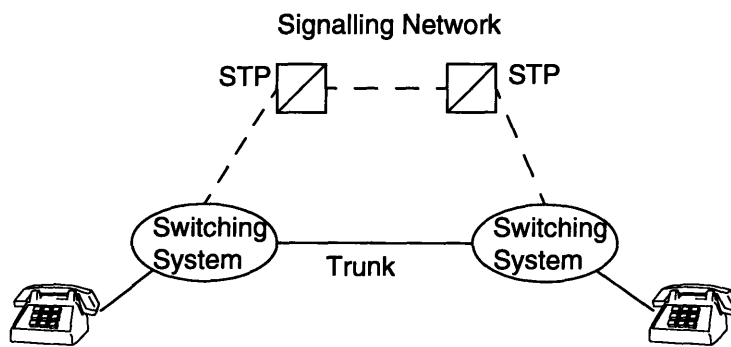 Signalling Network
STP
STP
Switching
System
Switching
System
Trunk